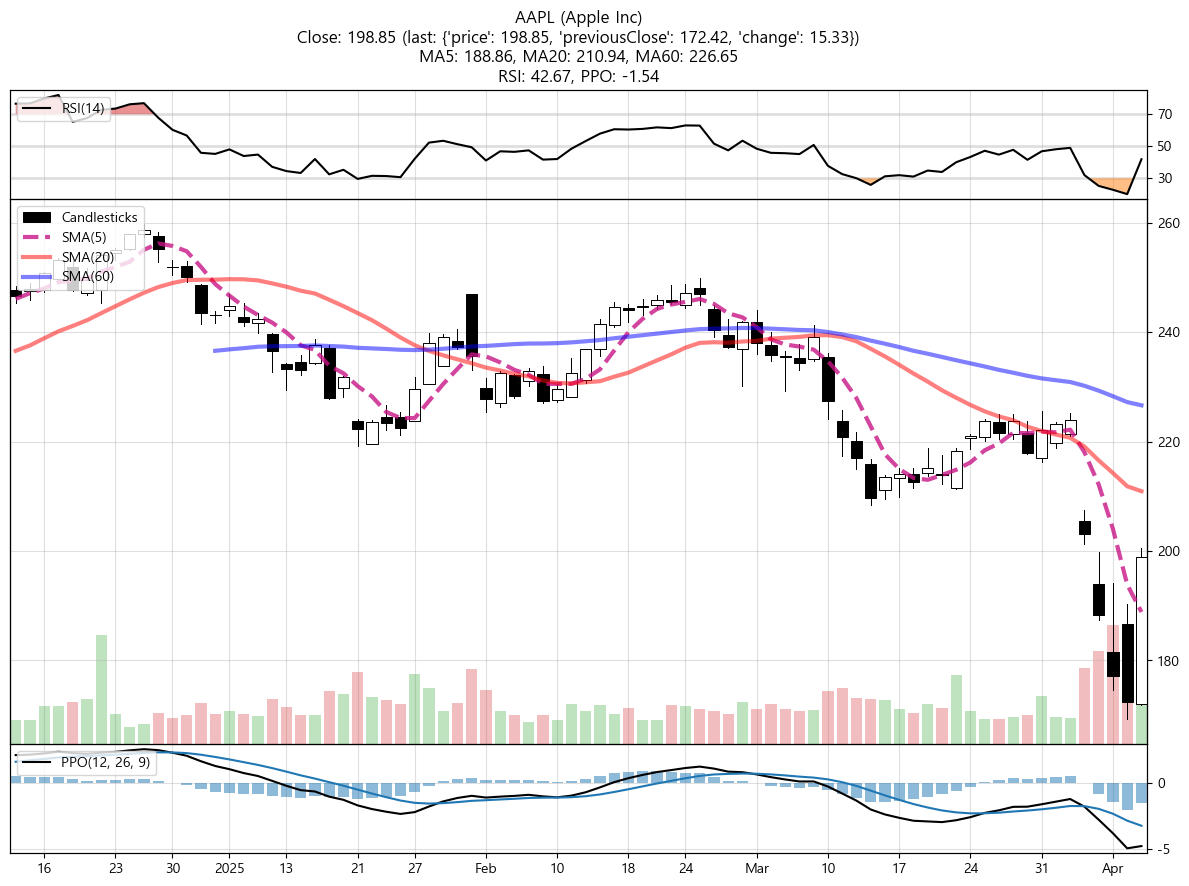 AAPL (Apple Inc)
Close: 198.85 (last: {'price': 198.85, 'previousClose': 172.42, 'change': 15.33})
MA5: 188.86, MA20: 210.94, MA60: 226.65
RSI: 42.67, PPO: -1.54
RSI(14)
70
50
30
Candlesticks
SMA(5)
SMA(20)
SMA(60)
260
240
220
200
180
PPO(12, 26, 9)
0
-5
16 23 30 2025 13 21 27 Feb 10 18 24 Mar 10 17 24 31 Apr